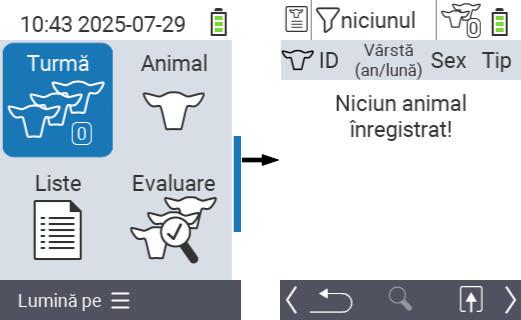 10:43 2025-07-29
Turmă
Animal
0
Liste
Evaluare
Lumină pe
niciunul
0
ID Vârstă (an/lună) Sex Tip
Niciun animal
înregistrat!